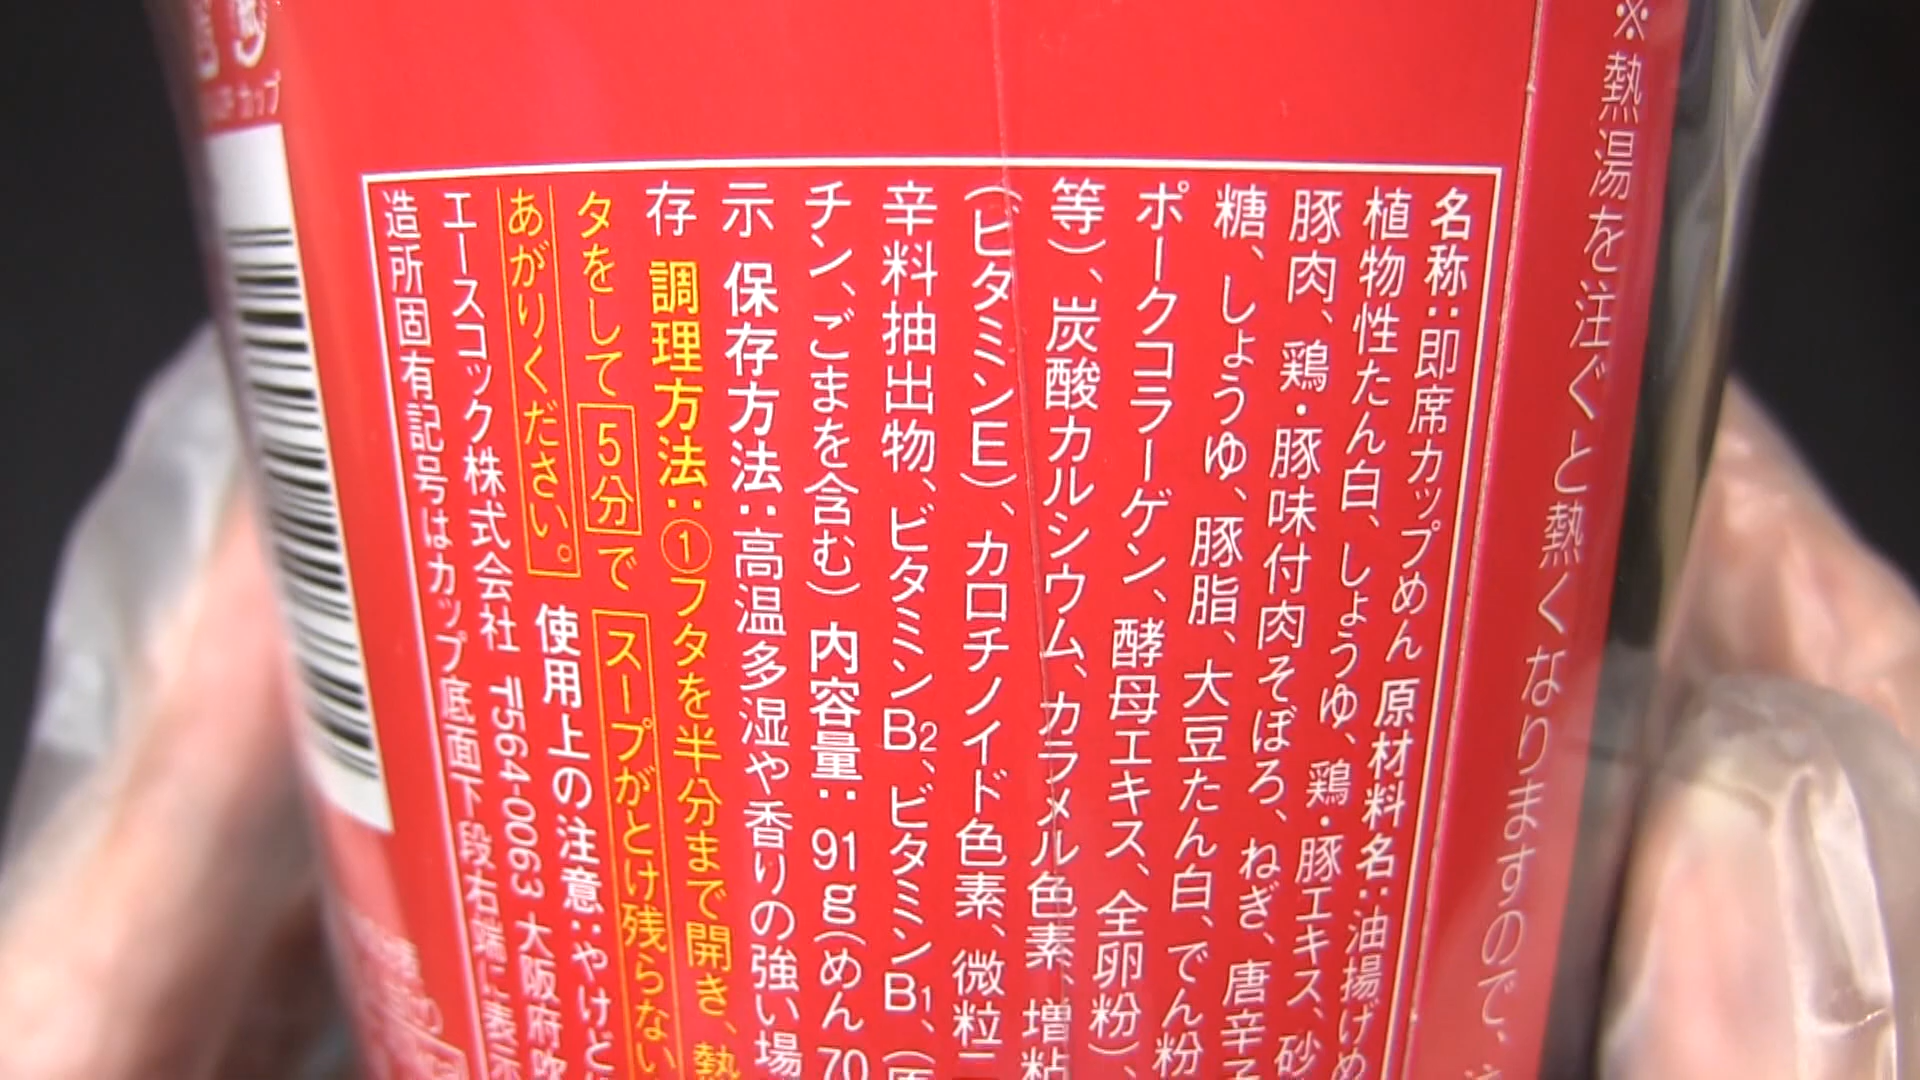 ※熱湯を注ぐと熱くなりますので、
名称:即席カップめん 原材料名:油揚げめ
植物性たん白、しょうゆ、鶏・豚エキス、砂
豚肉、鶏・豚味付肉そぼろ、ねぎ、唐辛子
糖、しょうゆ、豚脂、大豆たん白、でん粉
ポークコラーゲン、酵母エキス、全卵粉)、
等)、炭酸カルシウム、カラメル色素、増粘
(ビタミンE)、カロチノイド色素、微粒二
辛料抽出物、ビタミンB2、ビタミンB1、(原
チン、ごまを含む) 内容量:91g(めん 70
示 保存方法:高温多湿や香りの強い場
存 調理方法:①フタを半分まで開き、熱
タをして5分でスープがとけ残らない
あがりください。 使用上の注意:やけど
エースコック株式会社 〒564-0063 大阪府吹
造所固有記号はカップ底面下段右端に表示
カップ